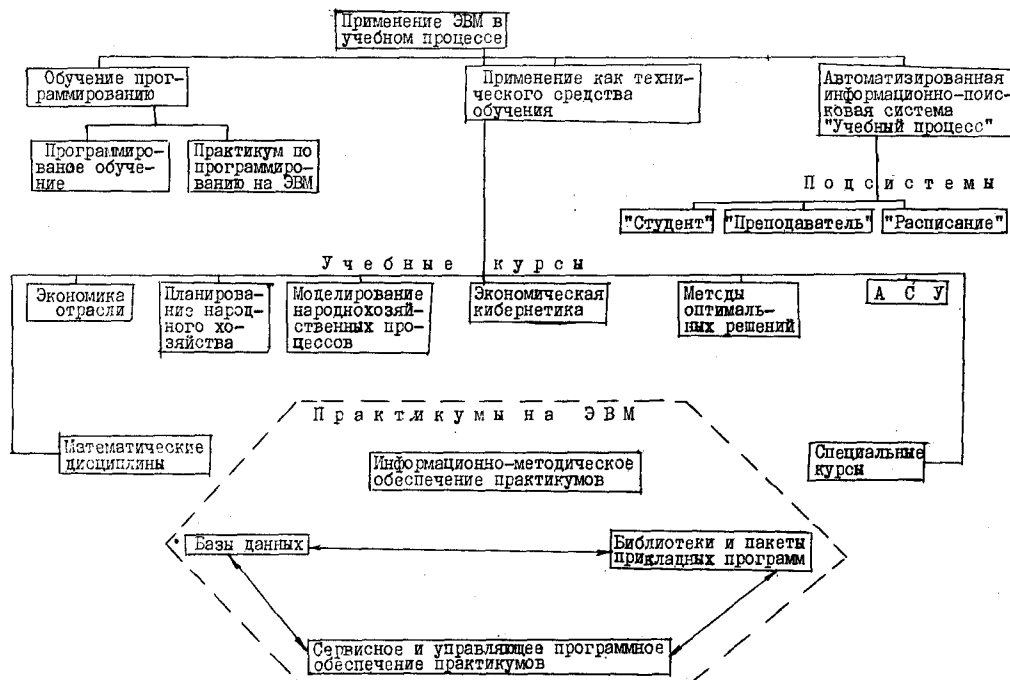 Применение ЭВМ в
учебном процессе
Обучение прог-
раммированию
Применение как техни-
ческого средства
обучения
Автоматизированная
информационно-поис-
ковая система
"Учебный процесс"
Программиро-
ваное обуче-
ние
Практикум по
программиро-
ванию на ЭВМ
Подсистемы
"Студент"
"Преподаватель"
"Расписание"
Учебные курсы
Экономика
отрасли
Планирова-
ние народ-
ного хо-
зяйства
Моделирование
народнохозяй-
ственных про-
цессов
Экономическая
кибернетика
Методы
оптималь-
ных решений
А С У
Практикумы на ЭВМ
Математические
дисциплины
Информационно-методическое
обеспечение практикумов
Специальные
курсы
Базы данных
Библиотеки и пакеты
прикладных программ
Сервисное и управляющее программное
обеспечение практикумов